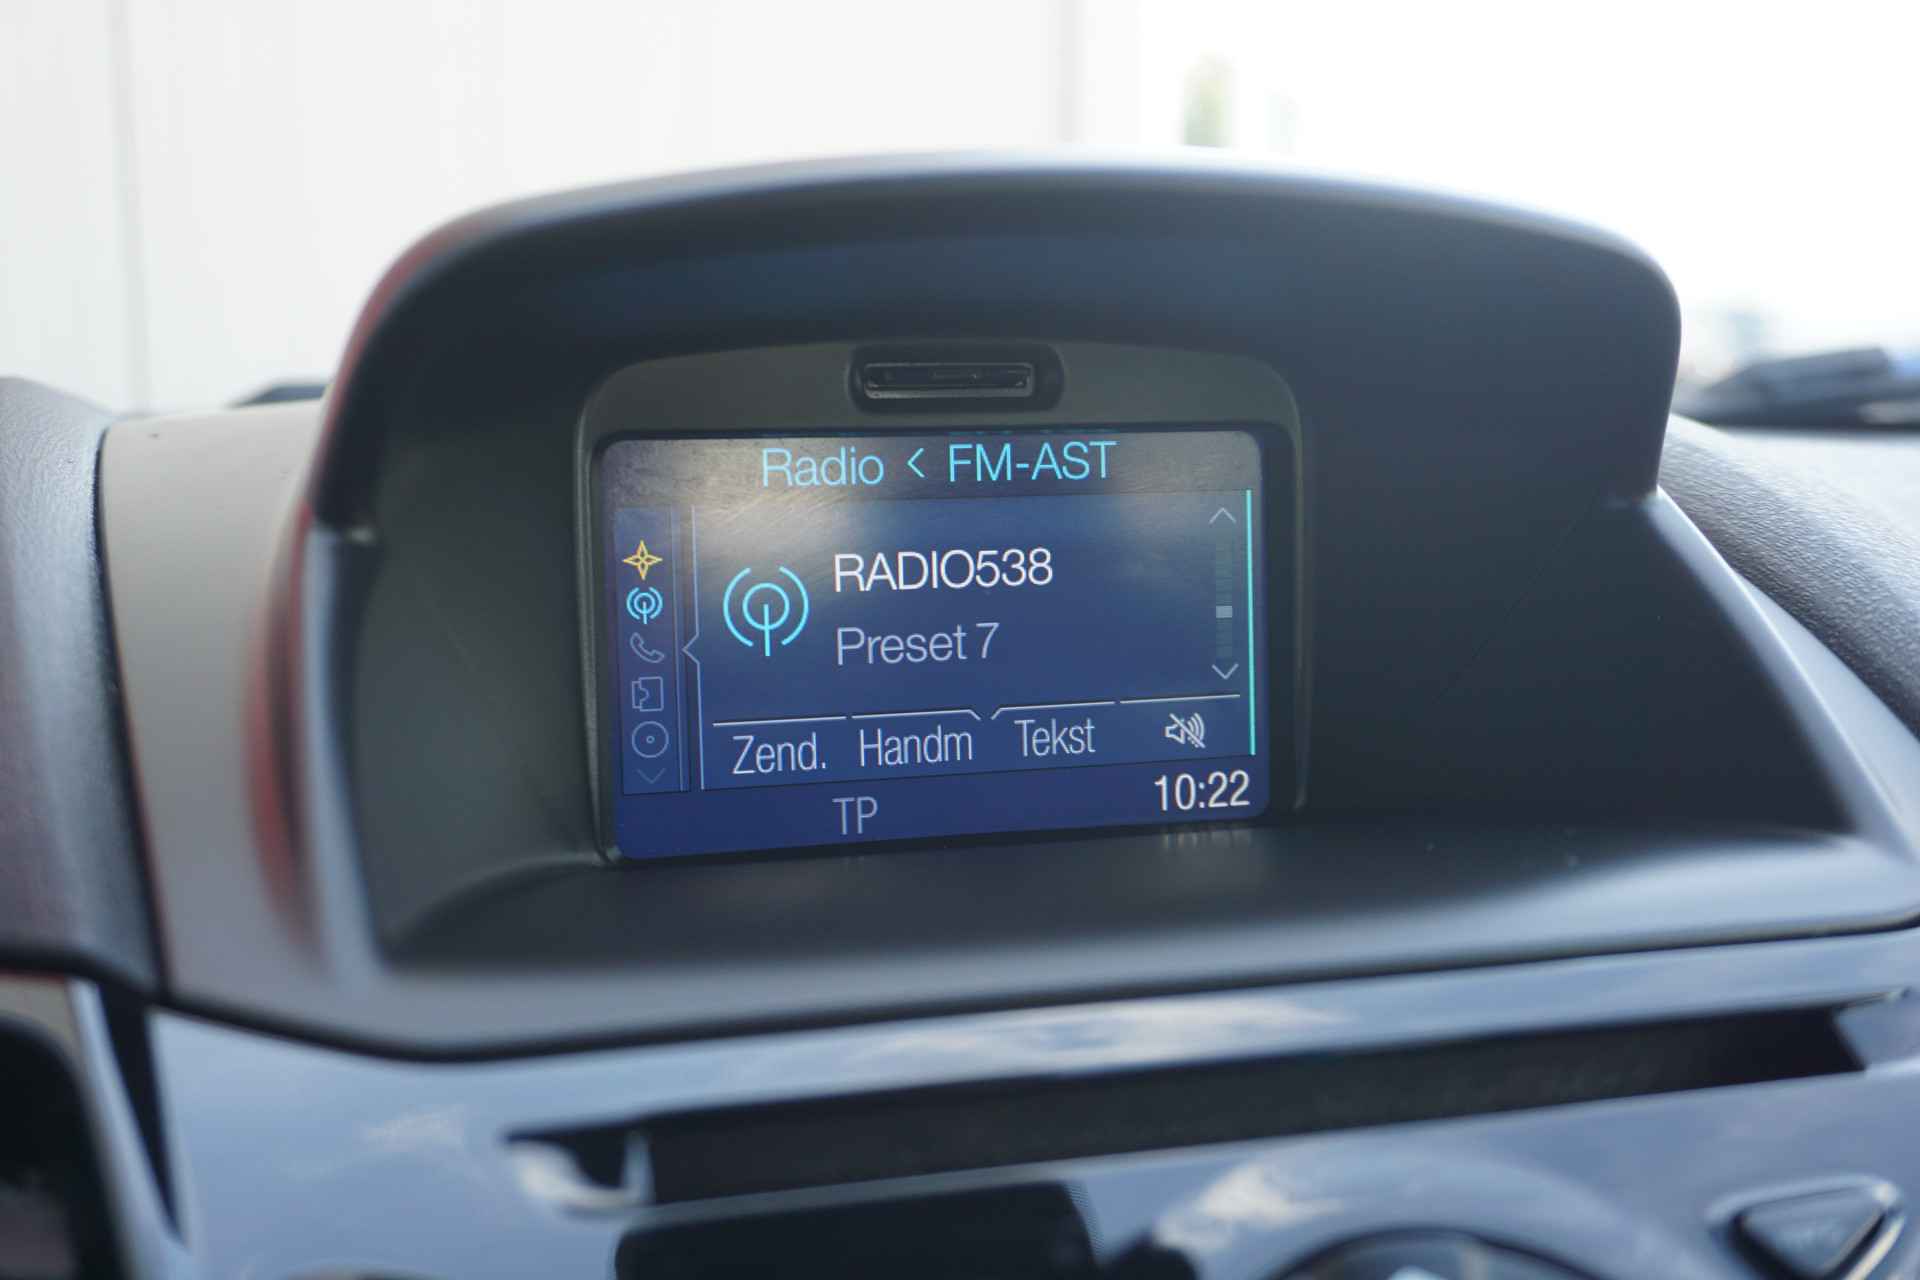 Radio < FM-AST
RADIO538
Preset 7
Zend. Handm Tekst
TP 10:22